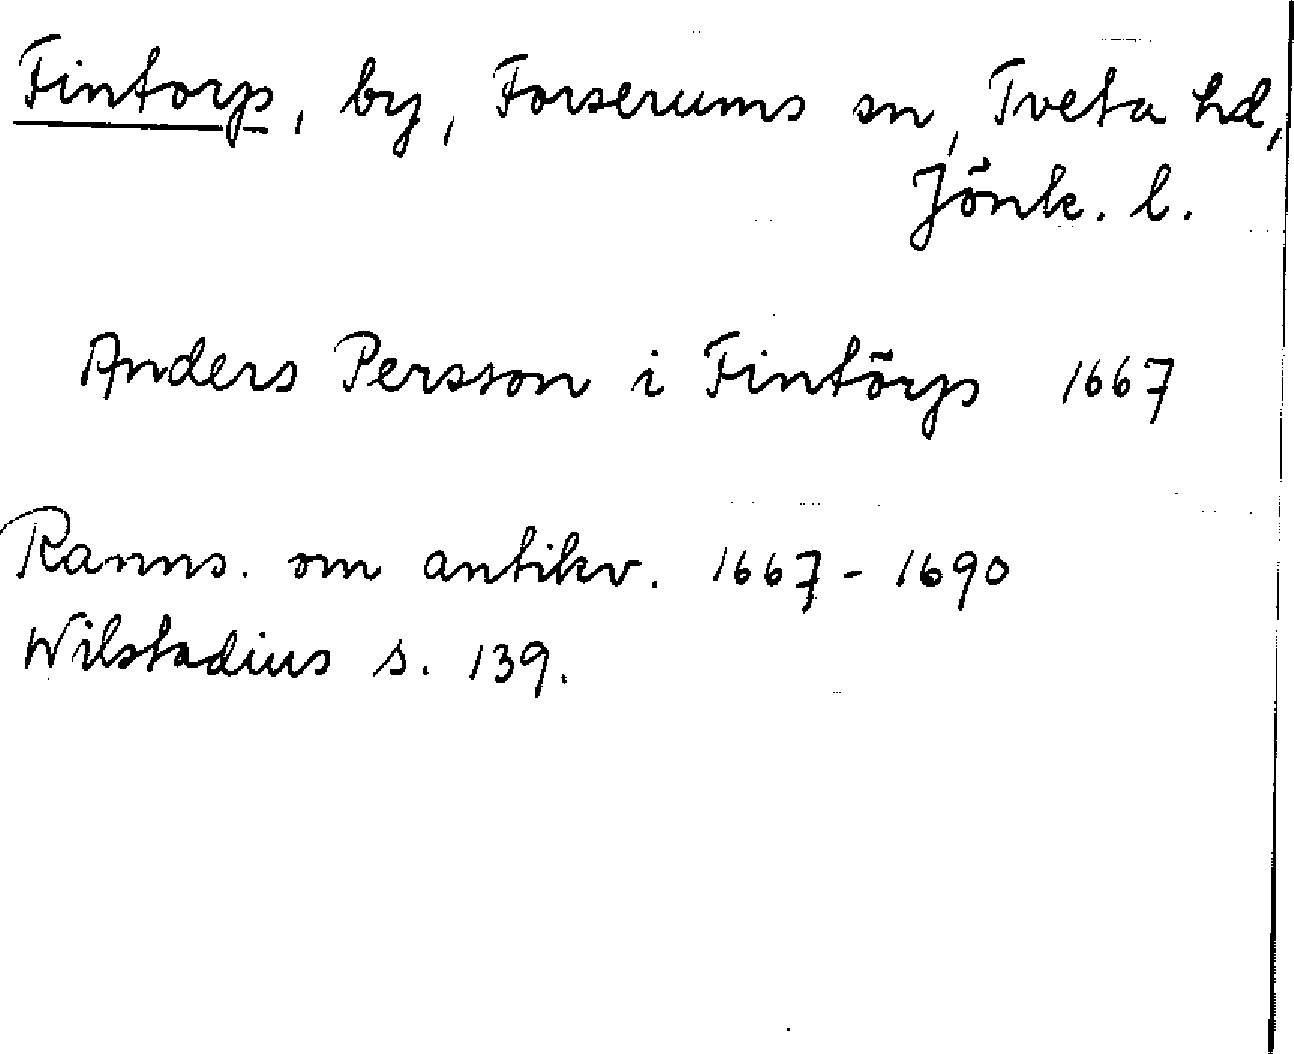 Fintorp, by, Forserums sn, Tveta hd,
Jönk. l.
Anders Persson i Fintörp 1667
Ranns. om antikv. 1667-1690
Wilstadius s. 139.